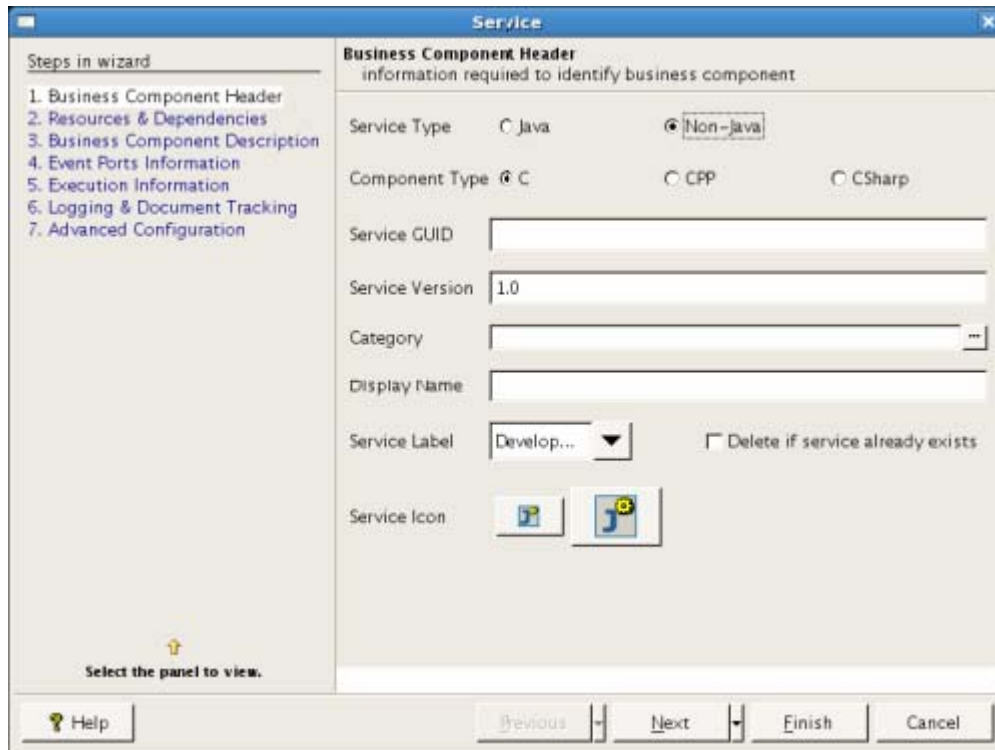 Service
Steps in wizard
1. Business Component Header
2. Resources & Dependencies
3. Business Component Description
4. Event Ports Information
5. Execution Information
6. Logging & Document Tracking
7. Advanced Configuration
Select the panel to view.
Business Component Header
information required to identify business component
Service Type Java Non-Java
Component Type C CPP CSharp
Service GUID
Service Version 1.0
Category ...
Display Name
Service Label Develop... Delete if service already exists
Service Icon
Help Previous Next Finish Cancel